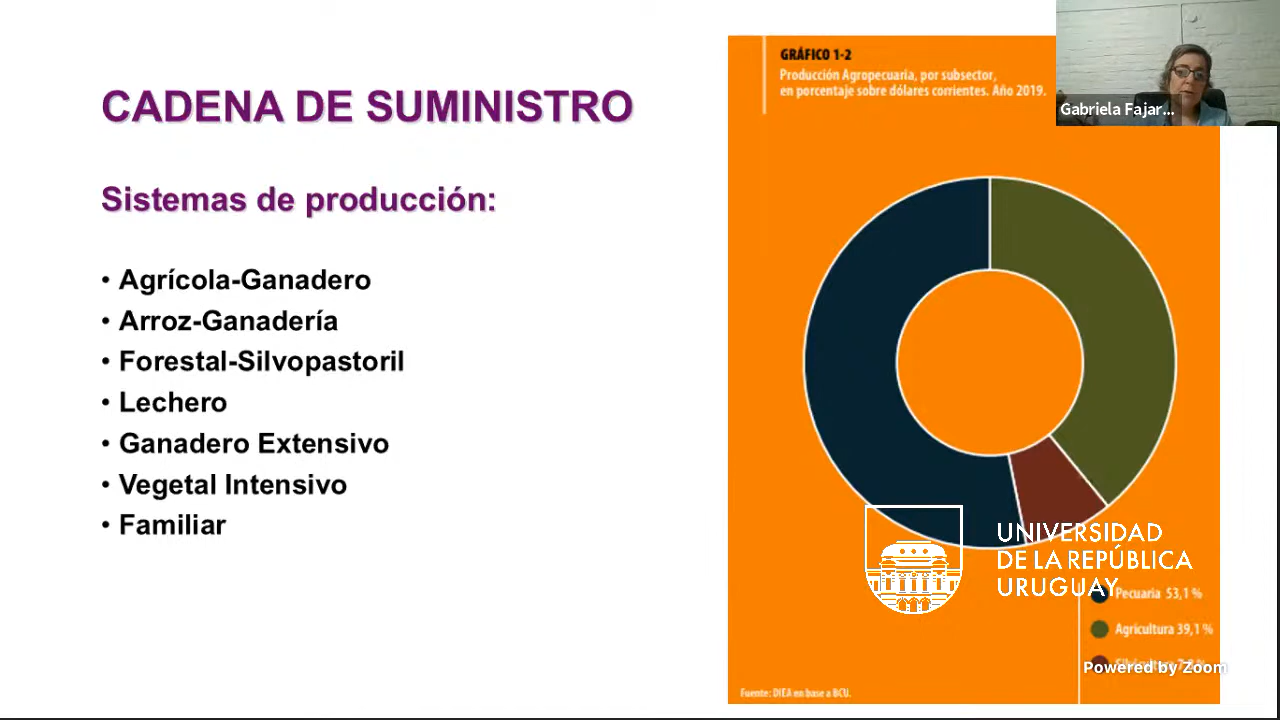 CADENA DE SUMINISTRO
Sistemas de producción:
• Agrícola-Ganadero
• Arroz-Ganadería
• Forestal-Silvopastoril
• Lechero
• Ganadero Extensivo
• Vegetal Intensivo
• Familiar
GRÁFICO 1-2
Producción Agropecuaria, por subsector,
en porcentaje sobre dólares corrientes. Año 2019.
Gabriela Fajar...
UNIVERSIDAD
DE LA REPÚBLICA
URUGUAY
Pecuaria 53,1 %
Agricultura 39,1 %
Powered by Zoom
Fuente: DIEA en base a BCU.